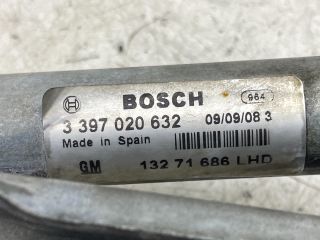 BOSCH 964
3 397 020 632 09/09/08 3
Made in Spain
GM 132 71 686 LHD